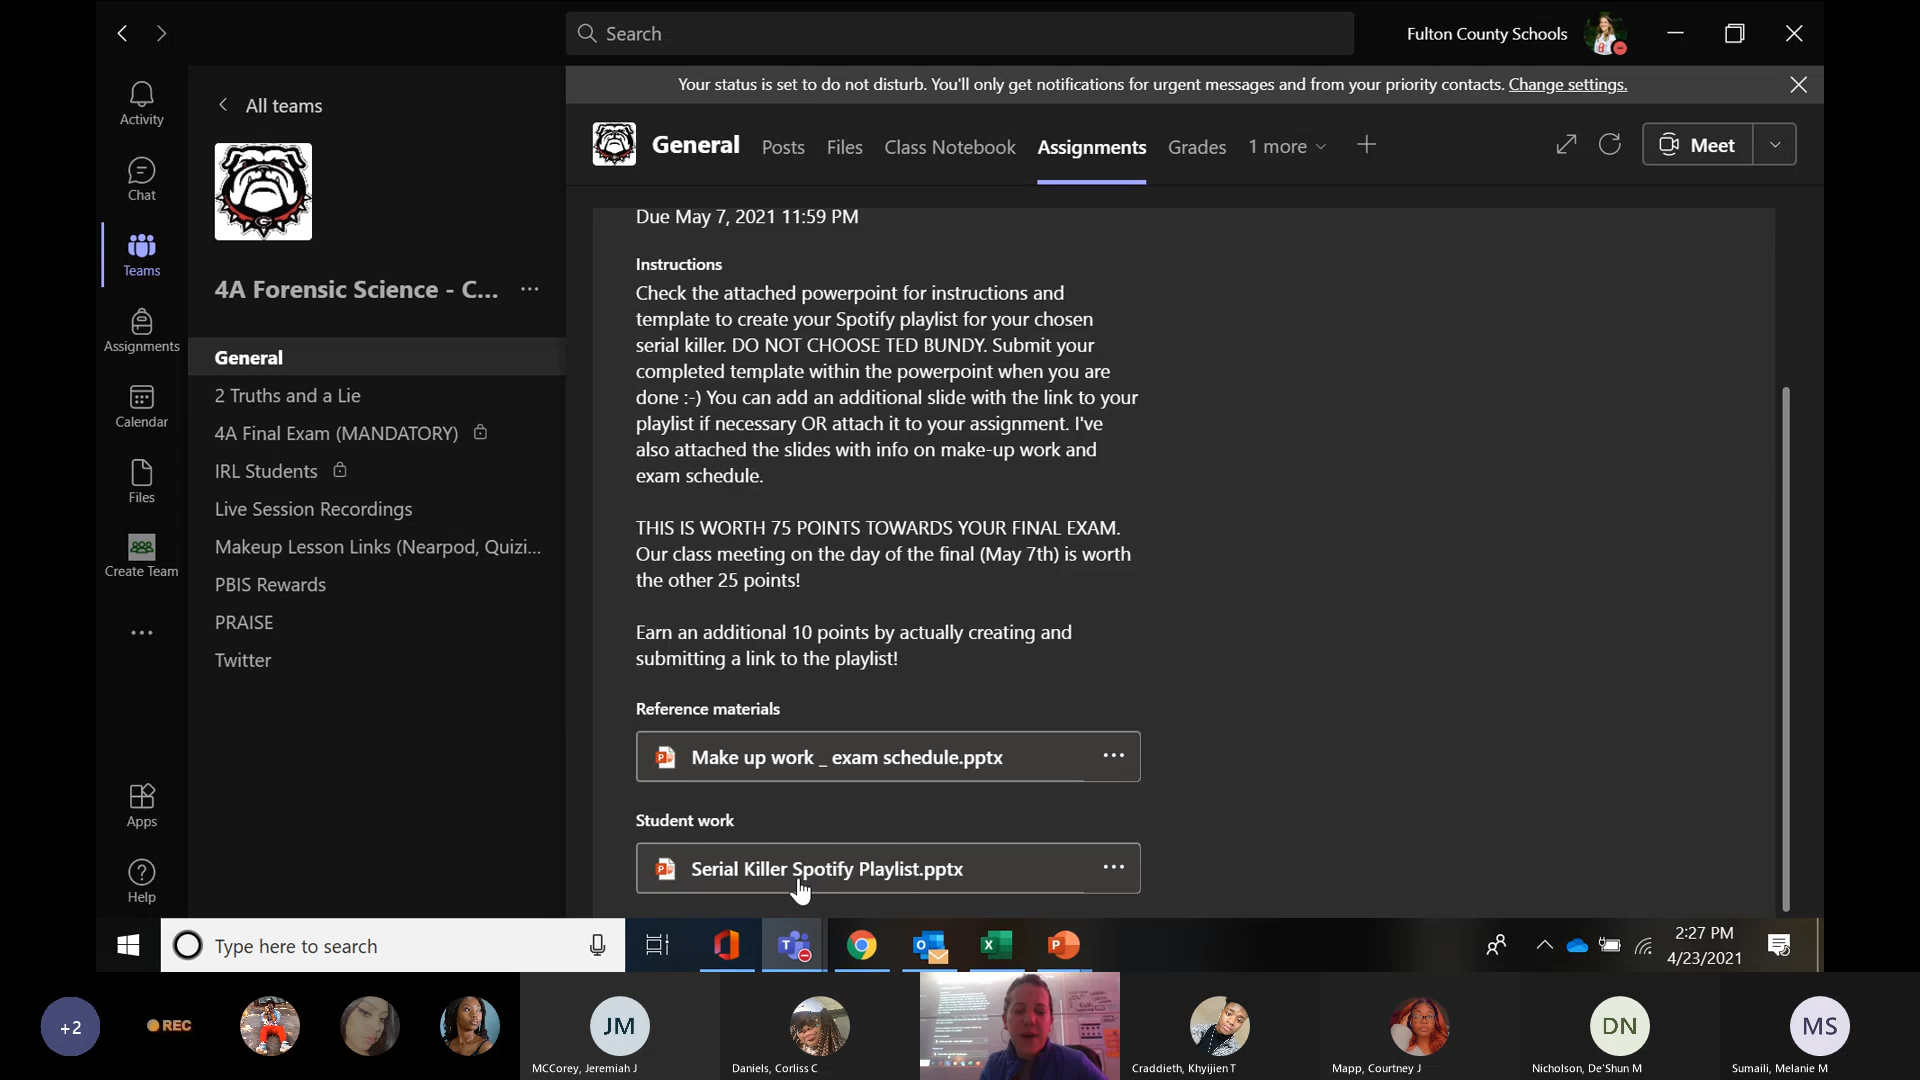 Search
Fulton County Schools
Your status is set to do not disturb. You'll only get notifications for urgent messages and from your priority contacts. Change settings.
Activity
Chat
Teams
Assignments
Calendar
Files
Create Team
Apps
Help
All teams
4A Forensic Science - C...
General
2 Truths and a Lie
4A Final Exam (MANDATORY)
IRL Students
Live Session Recordings
Makeup Lesson Links (Nearpod, Quizi...
PBIS Rewards
PRAISE
Twitter
General Posts Files Class Notebook Assignments Grades 1 more
Meet
Due May 7, 2021 11:59 PM
Instructions
Check the attached powerpoint for instructions and
template to create your Spotify playlist for your chosen
serial killer. DO NOT CHOOSE TED BUNDY. Submit your
completed template within the powerpoint when you are
done :-) You can add an additional slide with the link to your
playlist if necessary OR attach it to your assignment. I've
also attached the slides with info on make-up work and
exam schedule.
THIS IS WORTH 75 POINTS TOWARDS YOUR FINAL EXAM.
Our class meeting on the day of the final (May 7th) is worth
the other 25 points!
Earn an additional 10 points by actually creating and
submitting a link to the playlist!
Reference materials
Make up work _ exam schedule.pptx
Student work
Serial Killer Spotify Playlist.pptx
Type here to search
2:27 PM
4/23/2021
+2
REC
JM
DN
MS
MCCorey, Jeremiah J
Daniels, Corliss C
Craddieth, Khyijien T
Mapp, Courtney J
Nicholson, De'Shun M
Sumaili, Melanie M